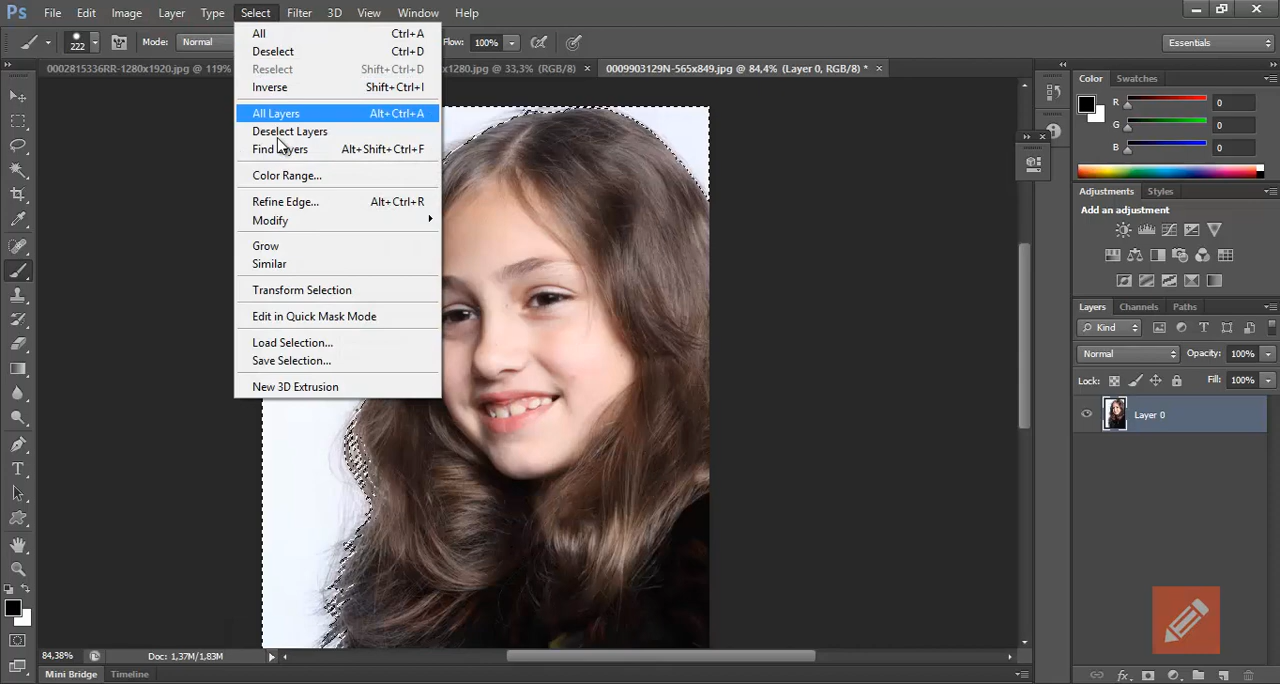 Ps File Edit Image Layer Type Select Filter 3D View Window Help
222 Mode: Normal Flow: 100% Essentials
0002815336RR-1280x1920.jpg @ 119% x1280.jpg @ 33,3% (RGB/8) × 0009903129N-565x849.jpg @ 84,4% (Layer 0, RGB/8) * ×
All Ctrl+A
Deselect Ctrl+D
Reselect Shift+Ctrl+D
Inverse Shift+Ctrl+I
All Layers Alt+Ctrl+A
Deselect Layers
Find Layers Alt+Shift+Ctrl+F
Color Range...
Refine Edge... Alt+Ctrl+R
Modify
Grow
Similar
Transform Selection
Edit in Quick Mask Mode
Load Selection...
Save Selection...
New 3D Extrusion
Color Swatches
R 0
G 0
B 0
Adjustments Styles
Add an adjustment
Layers Channels Paths
Kind
Normal Opacity: 100%
Lock: Fill: 100%
Layer 0
84,38% Doc: 1,37M/1,83M
Mini Bridge Timeline